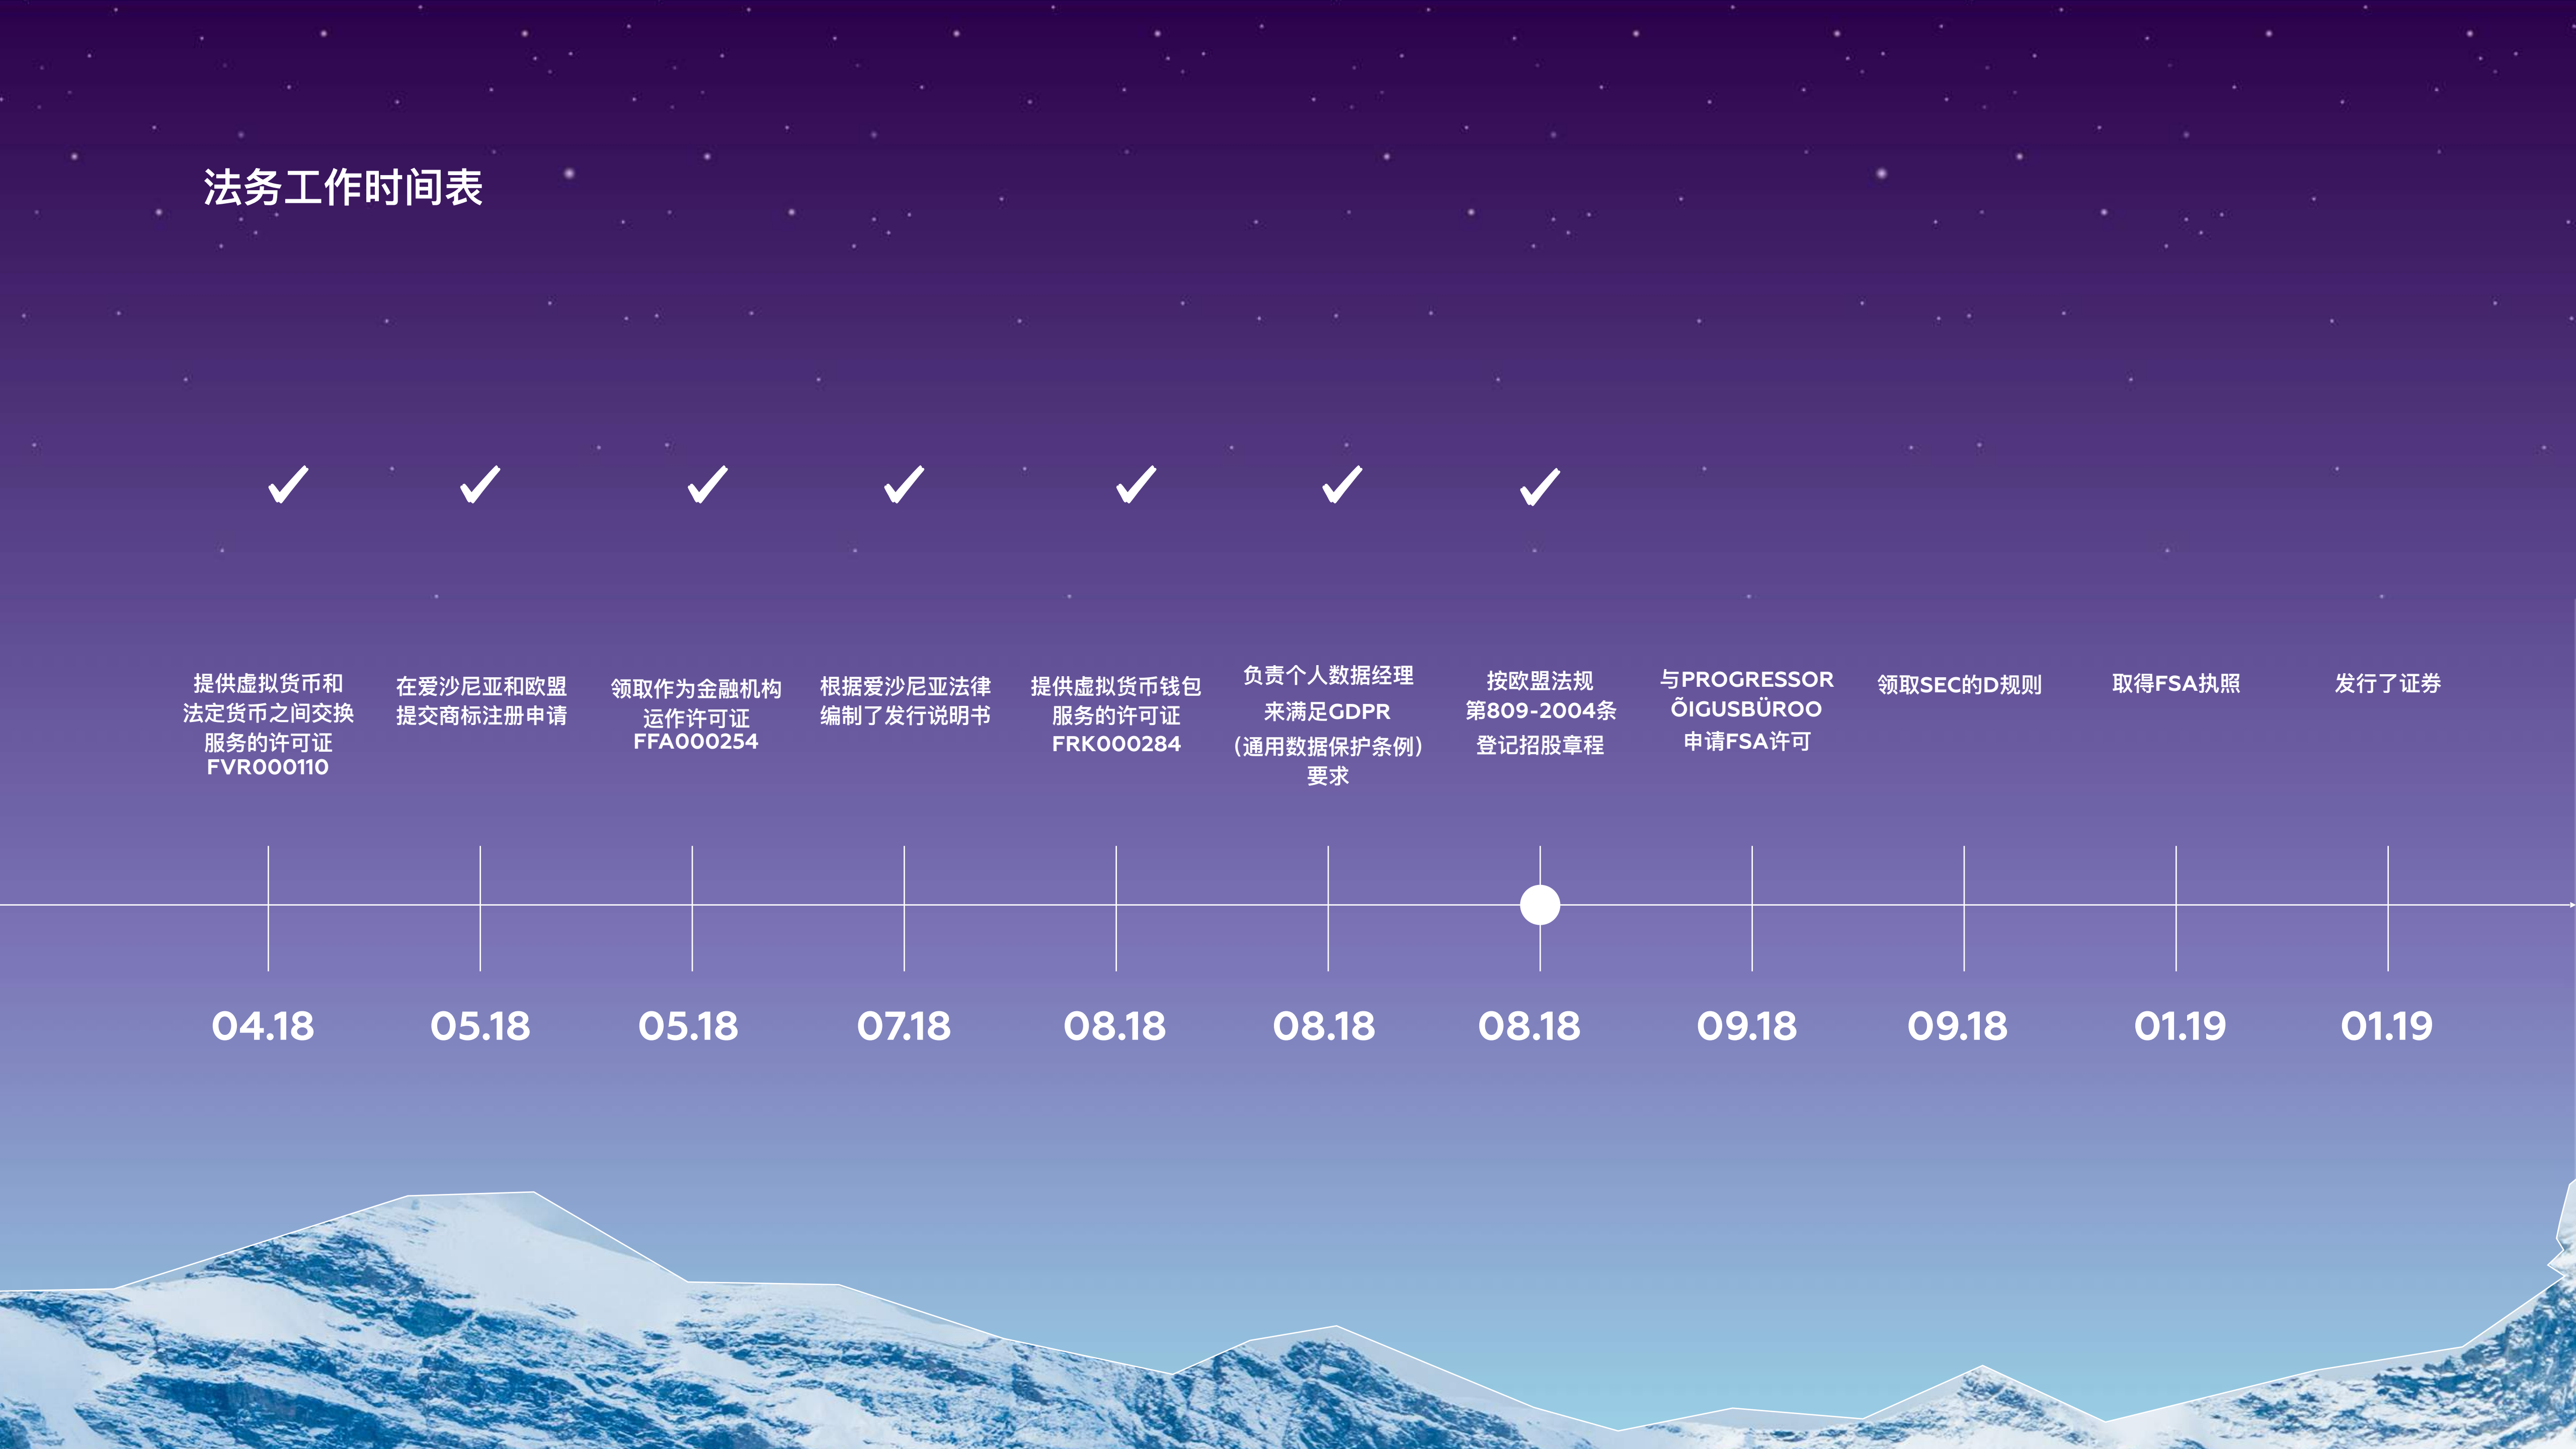 法务工作时间表
提供虚拟货币和
法定货币之间交换
服务的许可证
FVR000110
在爱沙尼亚和欧盟
提交商标注册申请
领取作为金融机构
运作许可证
FFA000254
根据爱沙尼亚法律
编制了发行说明书
提供虚拟货币钱包
服务的许可证
FRK000284
负责个人数据经理
来满足GDPR
(通用数据保护条例)
要求
按欧盟法规
第809-2004条
登记招股章程
与PROGRESSOR
ÕIGUSBÜROO
申请FSA许可
领取SEC的D规则
取得FSA执照
发行了证券
04.18
05.18
05.18
07.18
08.18
08.18
08.18
09.18
09.18
01.19
01.19